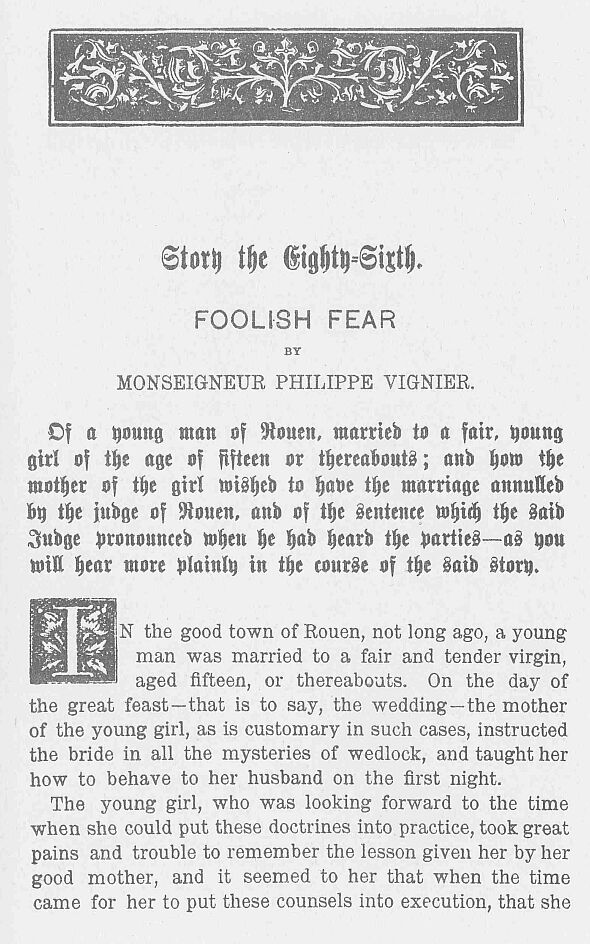 Story the Eighty-Sixth.
FOOLISH FEAR
BY
MONSEIGNEUR PHILIPPE VIGNIER.
Of a young man of Rouen, married to a fair, young
girl of the age of fifteen or thereabouts; and how the
mother of the girl wished to have the marriage annulled
by the judge of Rouen, and of the sentence which the said
Judge pronounced when he had heard the parties—as you
will hear more plainly in the course of the said story.
IN the good town of Rouen, not long ago, a young
man was married to a fair and tender virgin,
aged fifteen, or thereabouts. On the day of
the great feast—that is to say, the wedding—the mother
of the young girl, as is customary in such cases, instructed
the bride in all the mysteries of wedlock, and taught her
how to behave to her husband on the first night.
The young girl, who was looking forward to the time
when she could put these doctrines into practice, took great
pains and trouble to remember the lesson given her by her
good mother, and it seemed to her that when the time
came for her to put these counsels into execution, that she